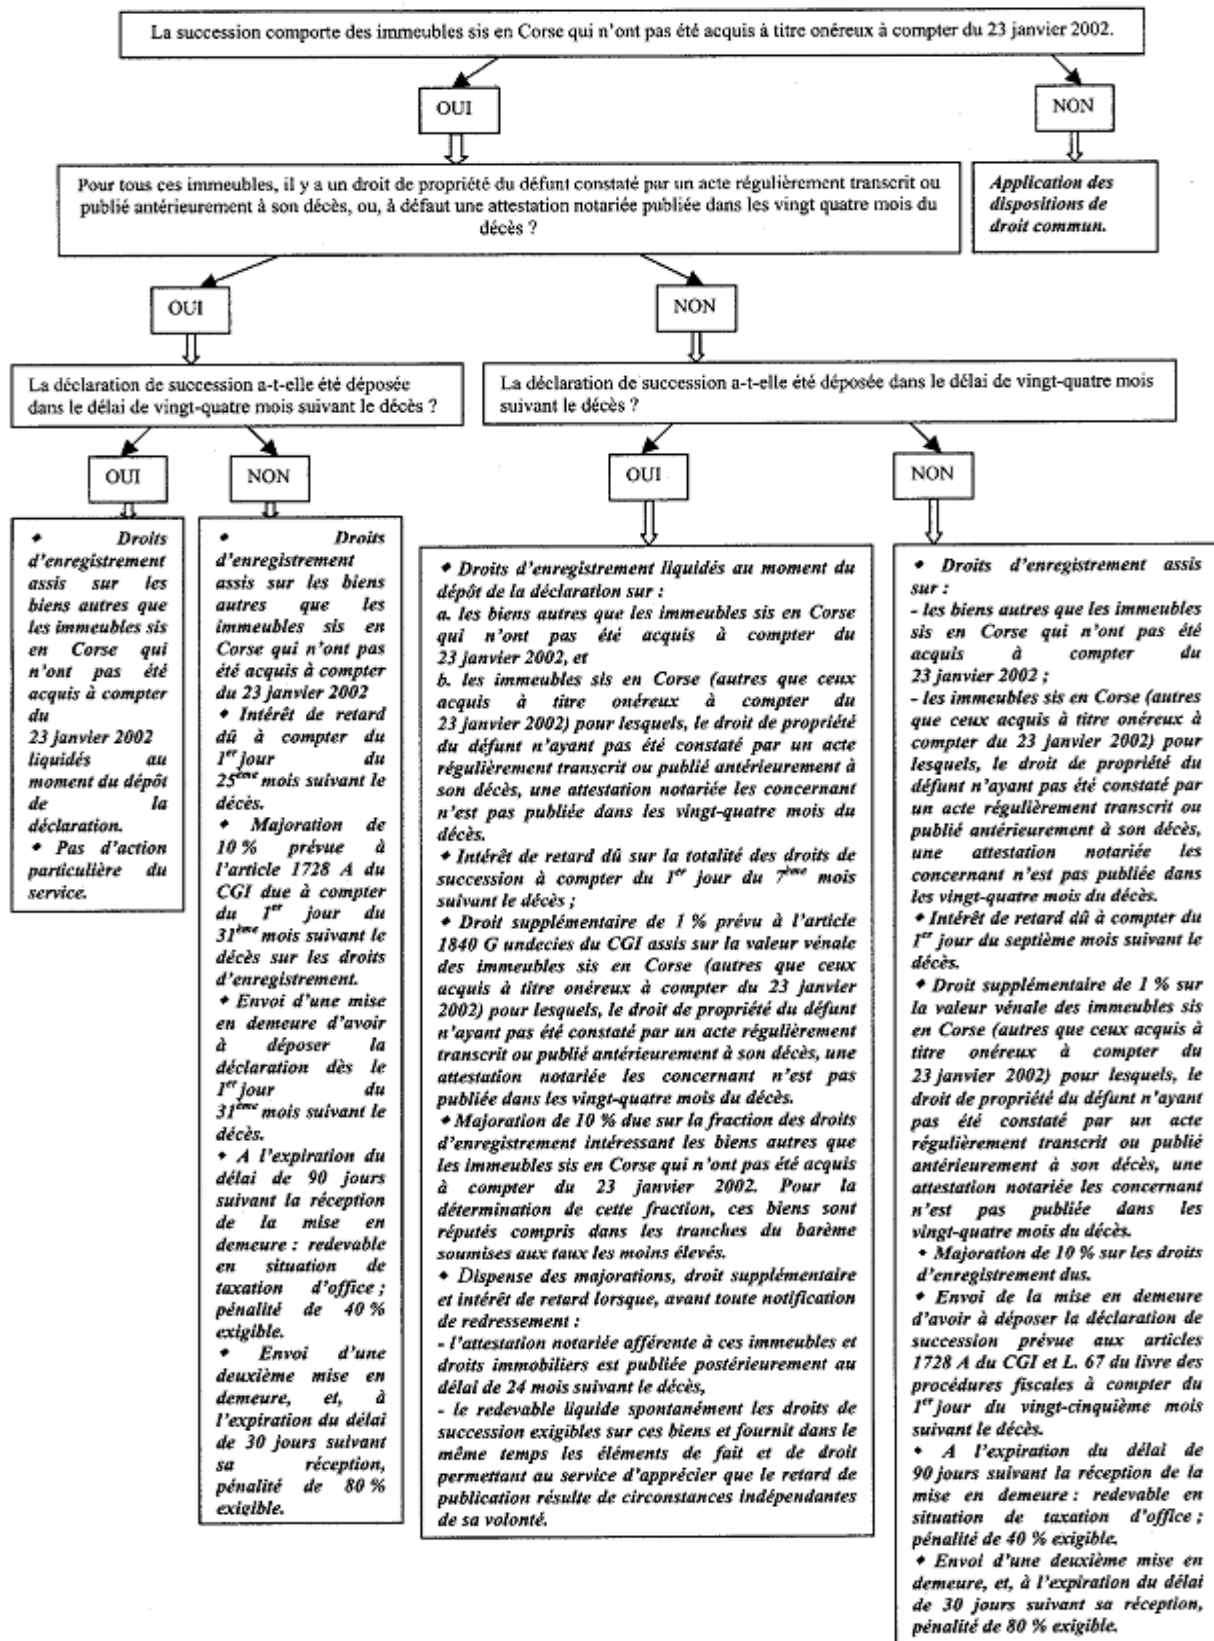 La succession comporte des immeubles sis en Corse qui n'ont pas été acquis à titre onéreux à compter du 23 janvier 2002.
OUI
NON
Pour tous ces immeubles, il y a un droit de propriété du défunt constaté par un acte régulièrement transcrit ou
publié antérieurement à son décès, ou, à défaut une attestation notariée publiée dans les vingt quatre mois du
décès ?
Application des
dispositions de
droit commun.
OUI
NON
La déclaration de succession a-t-elle été déposée
dans le délai de vingt-quatre mois suivant le décès ?
La déclaration de succession a-t-elle été déposée dans le délai de vingt-quatre mois
suivant le décès ?
OUI
NON
OUI
NON
♦ Droits
d'enregistrement
assis sur les
biens autres que
les immeubles sis
en Corse qui
n'ont pas été
acquis à compter
du
23 janvier 2002
liquidés au
moment du dépôt
de la
déclaration.
♦ Pas d'action
particulière du
service.
♦ Droits
d'enregistrement
assis sur les biens
autres que les
immeubles sis en
Corse qui n'ont pas
été acquis à compter
du 23 janvier 2002
♦ Intérêt de retard
dû à compter du
1er jour du
25ème mois suivant le
décès.
♦ Majoration de
10 % prévue à
l'article 1728 A du
CGI due à compter
du 1er jour du
31ème mois suivant le
décès sur les droits
d'enregistrement.
♦ Envoi d'une mise
en demeure d'avoir
à déposer la
déclaration dès le
1er jour du
31ème mois suivant le
décès.
♦ A l'expiration du
délai de 90 jours
suivant la réception
de la mise en
demeure : redevable
en situation de
taxation d'office ;
pénalité de 40 %
exigible.
♦ Envoi d'une
deuxième mise en
demeure, et, à
l'expiration du délai
de 30 jours suivant
sa réception,
pénalité de 80 %
exigible.
♦ Droits d'enregistrement liquidés au moment du
dépôt de la déclaration sur :
a. les biens autres que les immeubles sis en Corse
qui n'ont pas été acquis à compter du
23 janvier 2002, et
b. les immeubles sis en Corse (autres que ceux
acquis à titre onéreux à compter du
23 janvier 2002) pour lesquels, le droit de propriété
du défunt n'ayant pas été constaté par un acte
régulièrement transcrit ou publié antérieurement à
son décès, une attestation notariée les concernant
n'est pas publiée dans les vingt-quatre mois du
décès.
♦ Intérêt de retard dû sur la totalité des droits de
succession à compter du 1er jour du 7ème mois
suivant le décès ;
♦ Droit supplémentaire de 1 % prévu à l'article
1840 G undecies du CGI assis sur la valeur vénale
des immeubles sis en Corse (autres que ceux
acquis à titre onéreux à compter du 23 janvier
2002) pour lesquels, le droit de propriété du défunt
n'ayant pas été constaté par un acte régulièrement
transcrit ou publié antérieurement à son décès, une
attestation notariée les concernant n'est pas
publiée dans les vingt-quatre mois du décès.
♦ Majoration de 10 % due sur la fraction des droits
d'enregistrement intéressant les biens autres que
les immeubles sis en Corse qui n'ont pas été acquis
à compter du 23 janvier 2002. Pour la
détermination de cette fraction, ces biens sont
réputés compris dans les tranches du barème
soumises aux taux les moins élevés.
♦ Dispense des majorations, droit supplémentaire
et intérêt de retard lorsque, avant toute notification
de redressement :
- l'attestation notariée afférente à ces immeubles et
droits immobiliers est publiée postérieurement au
délai de 24 mois suivant le décès,
- le redevable liquide spontanément les droits de
succession exigibles sur ces biens et fournit dans le
même temps les éléments de fait et de droit
permettant au service d'apprécier que le retard de
publication résulte de circonstances indépendantes
de sa volonté.
♦ Droits d'enregistrement assis
sur :
- les biens autres que les immeubles
sis en Corse qui n'ont pas été
acquis à compter du
23 janvier 2002 ;
- les immeubles sis en Corse (autres
que ceux acquis à titre onéreux à
compter du 23 janvier 2002) pour
lesquels, le droit de propriété du
défunt n'ayant pas été constaté par
un acte régulièrement transcrit ou
publié antérieurement à son décès,
une attestation notariée les
concernant n'est pas publiée dans
les vingt-quatre mois du décès.
♦ Intérêt de retard dû à compter du
1er jour du septième mois suivant le
décès.
♦ Droit supplémentaire de 1 % sur
la valeur vénale des immeubles sis
en Corse (autres que ceux acquis à
titre onéreux à compter du
23 janvier 2002) pour lesquels, le
droit de propriété du défunt n'ayant
pas été constaté par un acte
régulièrement transcrit ou publié
antérieurement à son décès, une
attestation notariée les concernant
n'est pas publiée dans les
vingt-quatre mois du décès.
♦ Majoration de 10 % sur les droits
d'enregistrement dus.
♦ Envoi de la mise en demeure
d'avoir à déposer la déclaration de
succession prévue aux articles
1728 A du CGI et L. 67 du livre des
procédures fiscales à compter du
1er jour du vingt-cinquième mois
suivant le décès.
♦ A l'expiration du délai de
90 jours suivant la réception de la
mise en demeure : redevable en
situation de taxation d'office ;
pénalité de 40 % exigible.
♦ Envoi d'une deuxième mise en
demeure, et, à l'expiration du délai
de 30 jours suivant sa réception,
pénalité de 80 % exigible.